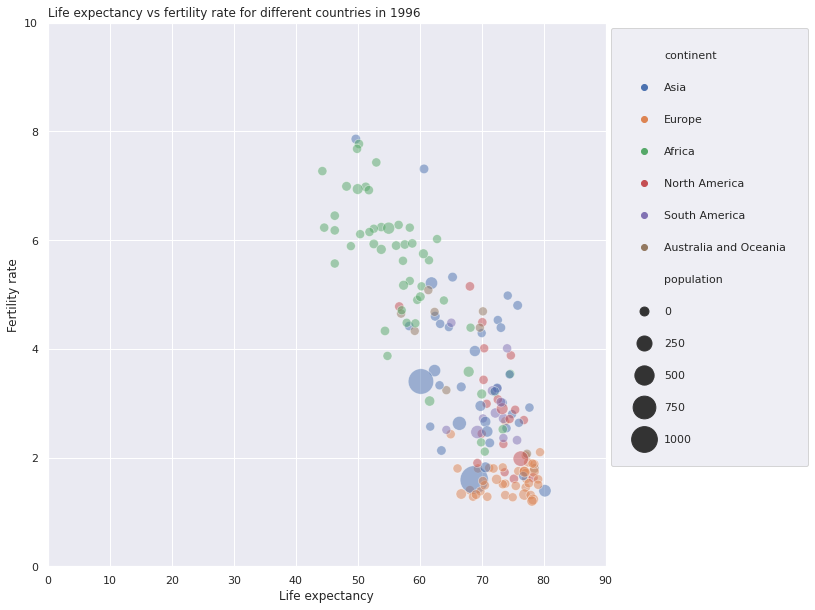 Life expectancy vs fertility rate for different countries in 1996
10
8
6
4
2
0
Fertility rate
0 10 20 30 40 50 60 70 80 90
Life expectancy
continent
Asia
Europe
Africa
North America
South America
Australia and Oceania
population
0
250
500
750
1000